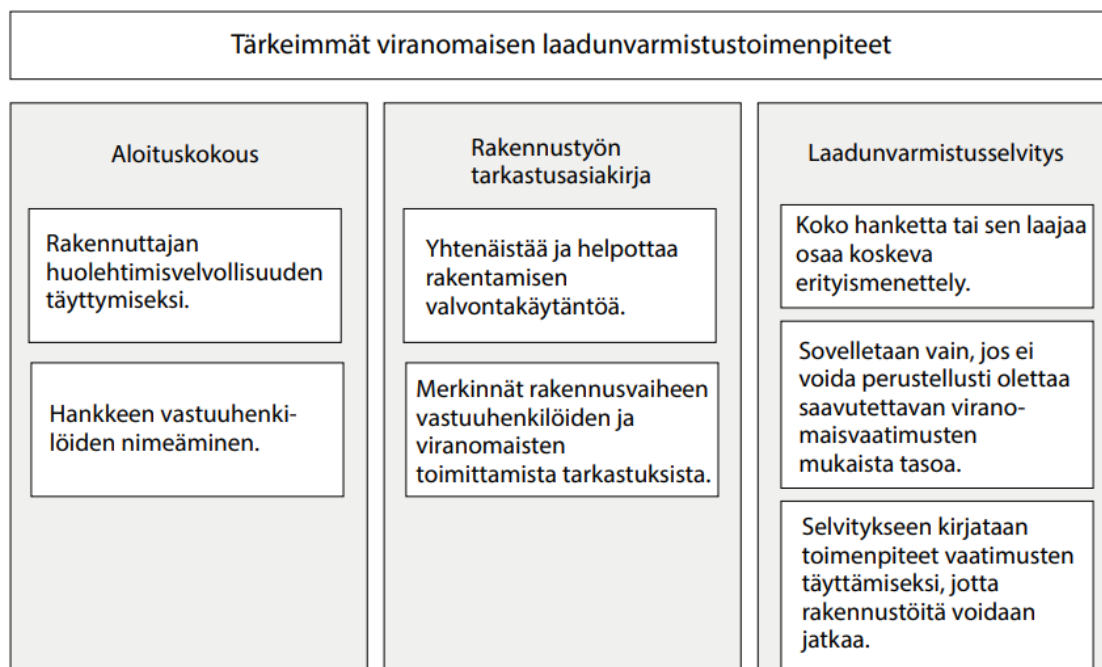 Tärkeimmät viranomaisen laadunvarmistustoimenpiteet
Aloituskokous
Rakennuttajan
huolehtimisvelvollisuuden
täyttymiseksi.
Hankkeen vastuuhenki-
löiden nimeäminen.
Rakennustyön
tarkastusasiakirja
Yhtenäistää ja helpottaa
rakentamisen
valvontakäytäntöä.
Merkinnät rakennusvaiheen
vastuuhenkilöiden ja
viranomaisten
toimittamista tarkastuksista.
Laadunvarmistusselvitys
Koko hanketta tai sen laajaa
osaa koskeva
erityismenettely.
Sovelletaan vain, jos ei
voida perustellusti olettaa
saavutettavan virano-
maisvaatimusten
mukaista tasoa.
Selvitykseen kirjataan
toimenpiteet vaatimusten
täyttämiseksi, jotta
rakennustöitä voidaan
jatkaa.